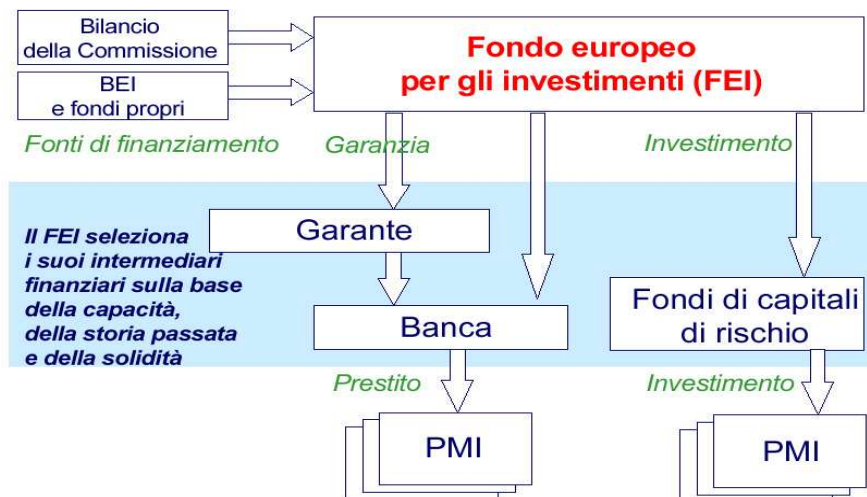 Bilancio
della Commissione
BEI
e fondi propri
Fondo europeo
per gli investimenti (FEI)
Fonti di finanziamento
Garanzia
Investimento
Il FEI seleziona
i suoi intermediari
finanziari sulla base
della capacità,
della storia passata
e della solidità
Garante
Banca
Fondi di capitali
di rischio
Prestito
Investimento
PMI
PMI